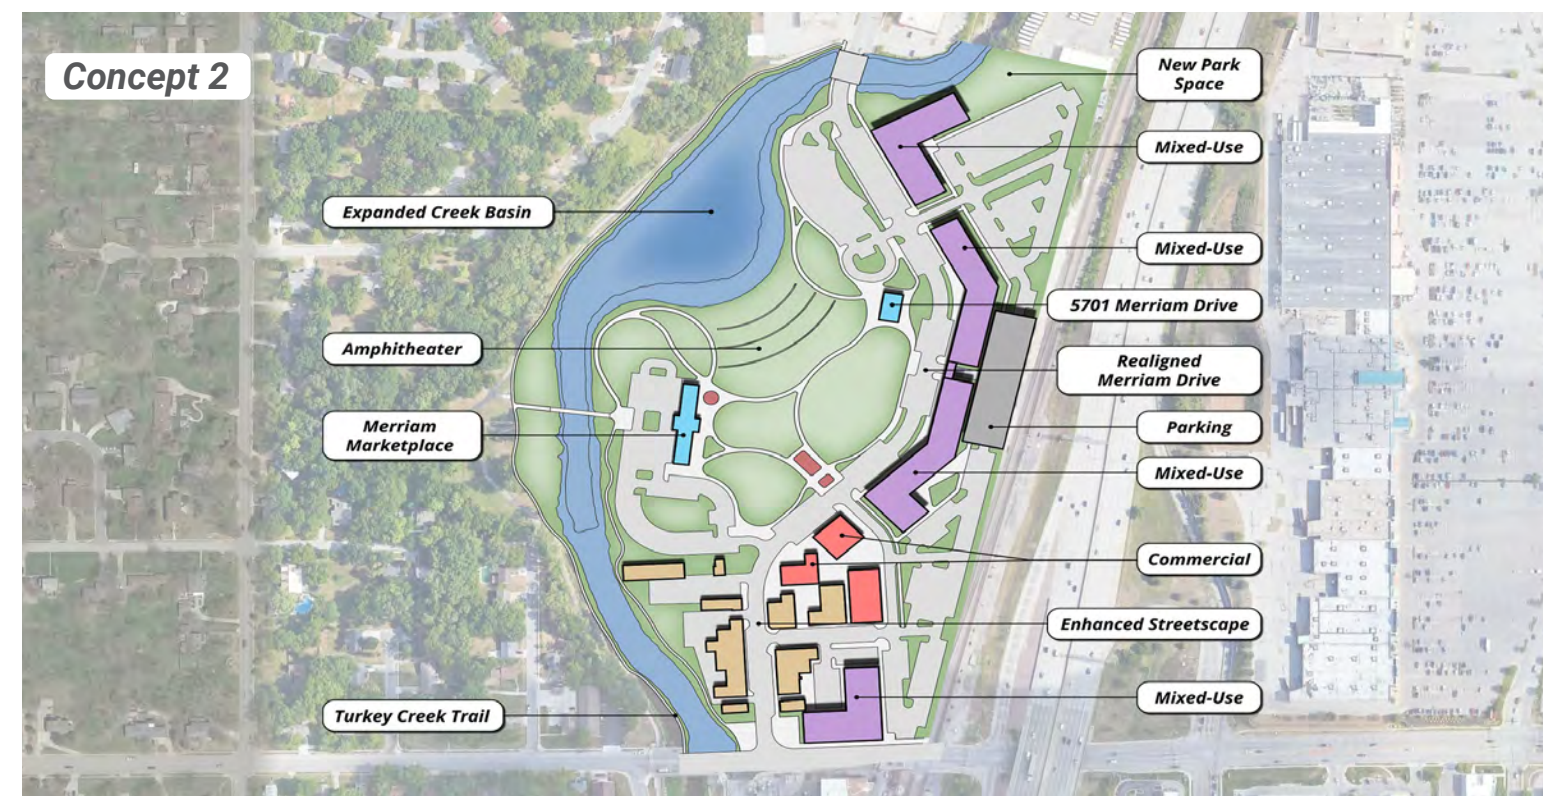 Concept 2
New Park
Space
Mixed-Use
Expanded Creek Basin
Mixed-Use
5701 Merriam Drive
Amphitheater
Realigned
Merriam Drive
Merriam
Marketplace
Parking
Mixed-Use
Commercial
Enhanced Streetscape
Mixed-Use
Turkey Creek Trail